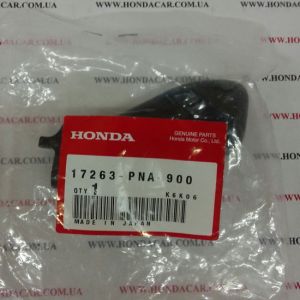 WWW.HONDACAR.COM.UA
HONDA
GENUINE PARTS
Honda Motor Co., Ltd.
17263-PNA 900
QTY
1
K6K06
MADE IN JAPAN